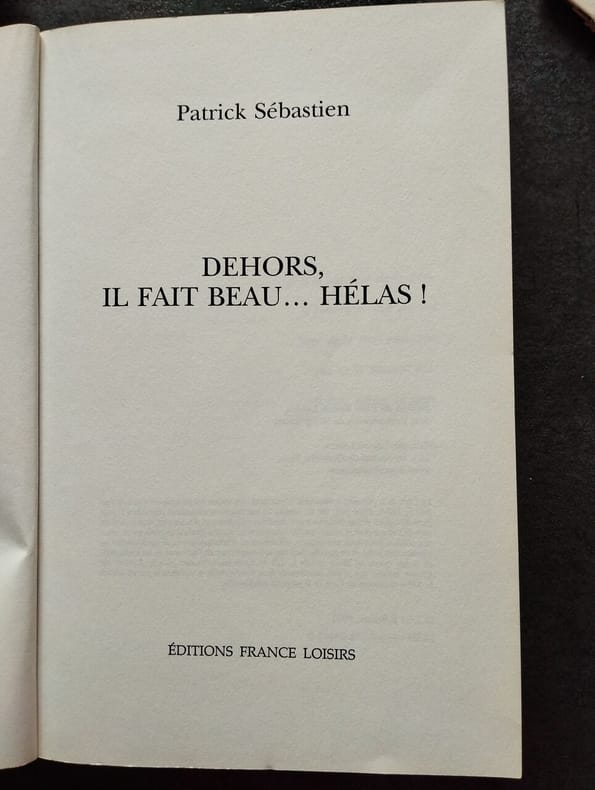 Patrick Sébastien
DEHORS,
IL FAIT BEAU... HÉLAS !
ÉDITIONS FRANCE LOISIRS